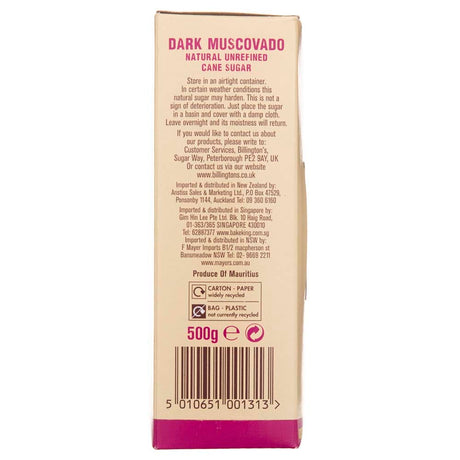 DARK MUSCOVADO
NATURAL UNREFINED
CANE SUGAR
Store in an airtight container.
In certain weather conditions this
natural sugar may harden. This is not a
sign of deterioration. Just place the sugar
in a basin and cover with a damp cloth.
Leave overnight and its moistness will return.
If you would like to contact us about
our products, please write to:
Customer Services, Billington's,
Sugar Way, Peterborough PE2 9AY, UK
Or contact us via our website
www.billingtons.co.uk
Imported & distributed in New Zealand by:
Anstiss Sales & Marketing Ltd, PO Box 47529,
Ponsonby 1144, Auckland Tel: 09 360 6160
Imported & distributed in Singapore by:
Gim Hin Lee Pte Ltd. Blk. 10 Haig Road,
01-363/365 SINGAPORE 430010
Tel: 62887377 www.bakeking.com.sg
Imported & distributed in NSW by:
F Mayer Imports B1/2 macpherson st
Bansmeadow NSW Tel: 02- 9669 2211
www.mayers.com.au
Produce Of Mauritius
CARTON - PAPER
widely recycled
BAG - PLASTIC
not currently recycled
500g e
5 010651 001313 >